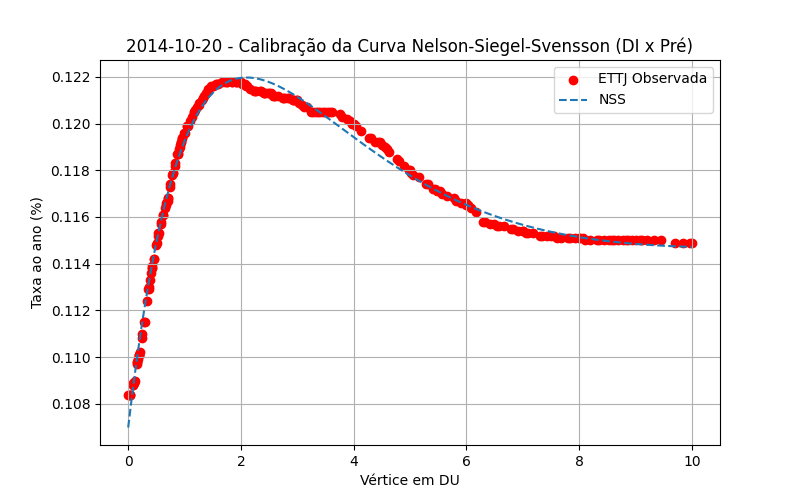 2014-10-20 - Calibração da Curva Nelson-Siegel-Svensson (DI x Pré)
ETTJ Observada
NSS
Taxa ao ano (%)
0.122
0.120
0.118
0.116
0.114
0.112
0.110
0.108
0 2 4 6 8 10
Vértice em DU